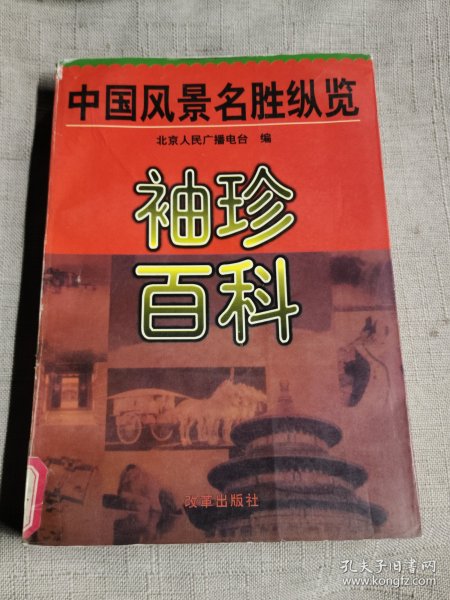 中国风景名胜纵览
北京人民广播电台 编
袖珍
百科
改革出版社
孔夫子旧书网
www.kongfz.com